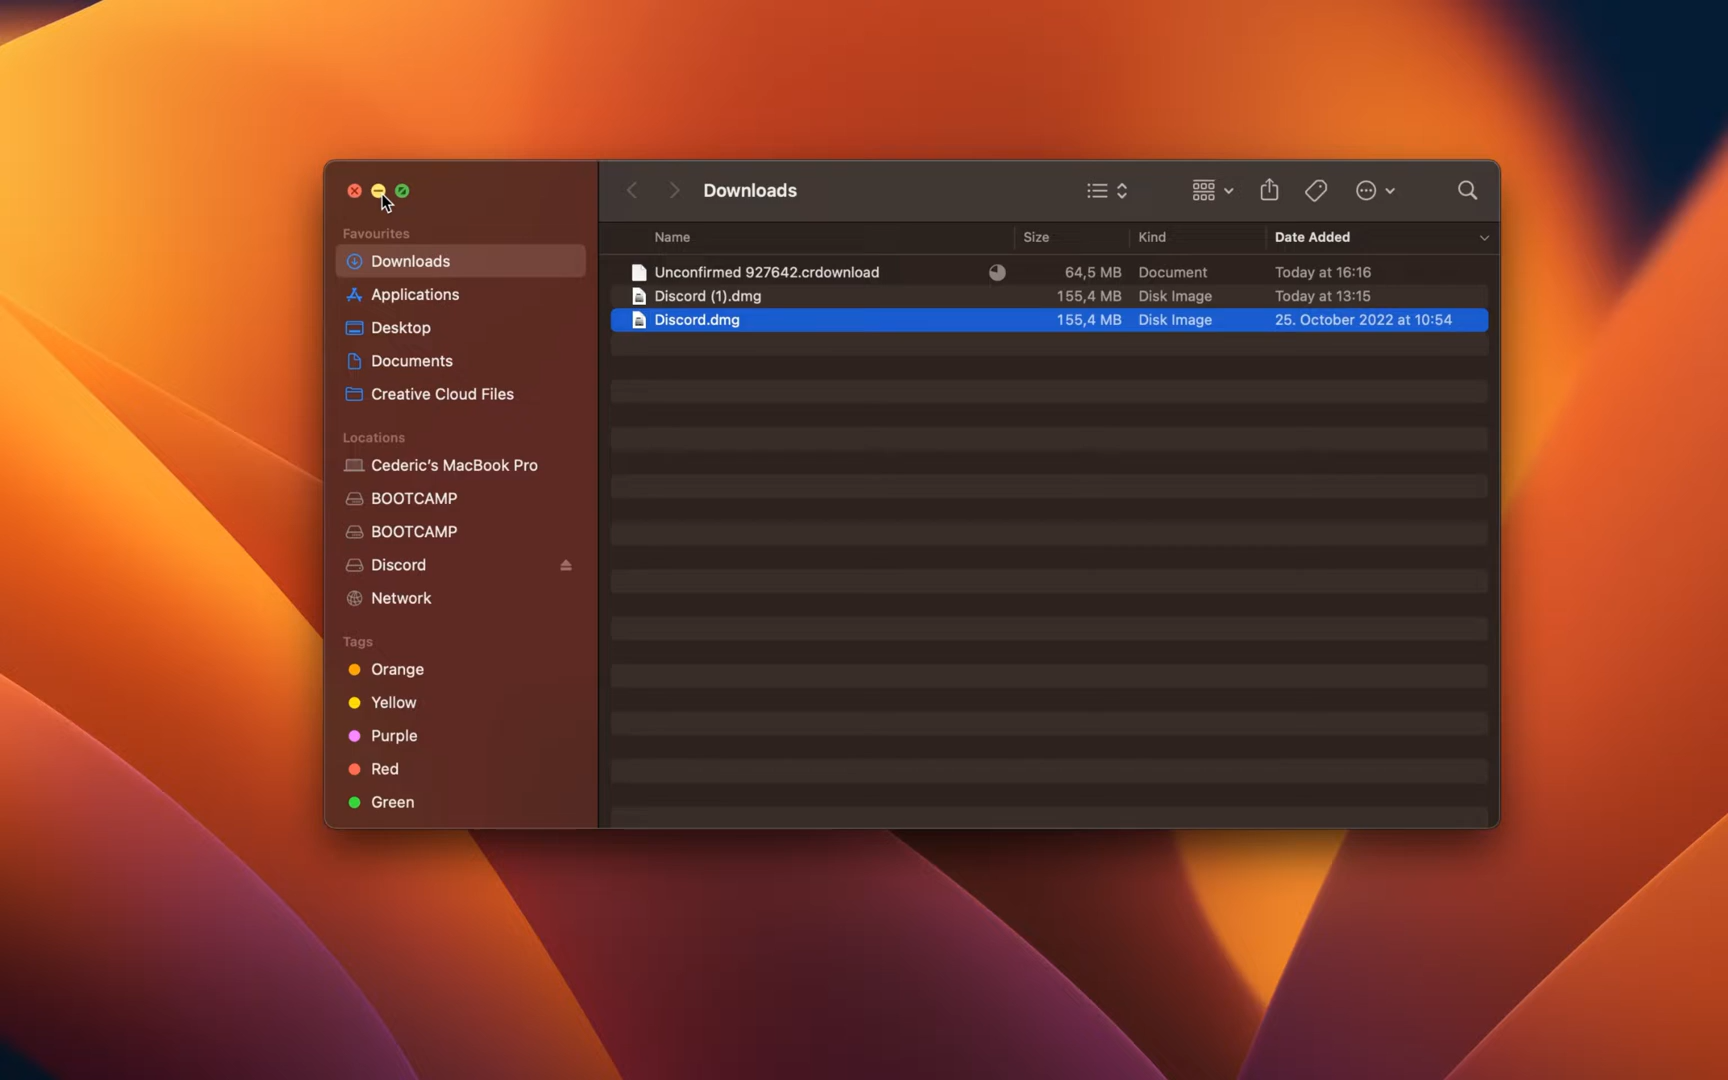 Downloads
Favourites
Downloads
Applications
Desktop
Documents
Creative Cloud Files
Locations
Cederic's MacBook Pro
BOOTCAMP
BOOTCAMP
Discord
Network
Tags
Orange
Yellow
Purple
Red
Green
Name Size Kind Date Added
Unconfirmed 927642.crdownload 64,5 MB Document Today at 16:16
Discord (1).dmg 155,4 MB Disk Image Today at 13:15
Discord.dmg 155,4 MB Disk Image 25. October 2022 at 10:54